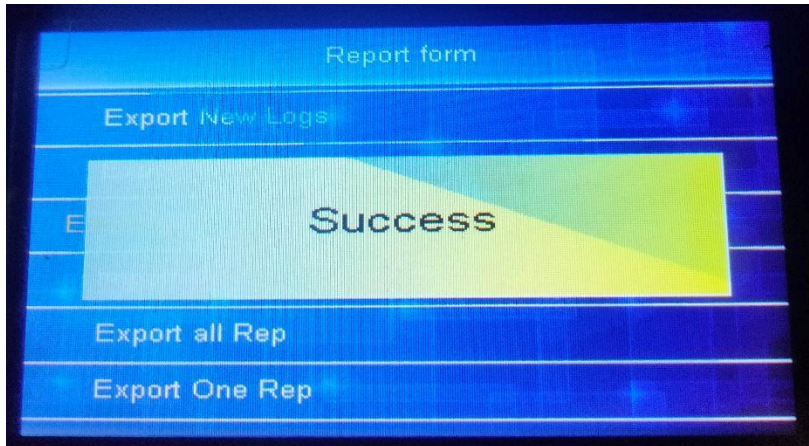 Report form
Export New Logs
E
Success
Export all Rep
Export One Rep